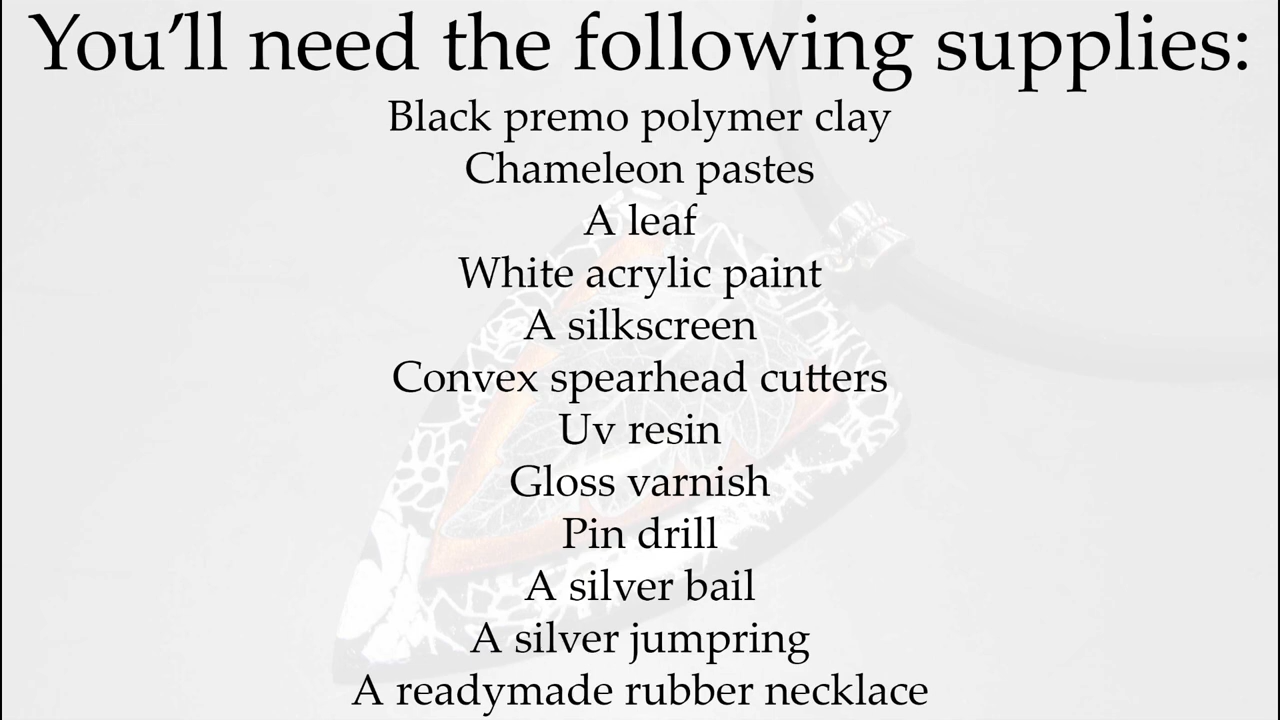 You'll need the following supplies:
Black premo polymer clay
Chameleon pastes
A leaf
White acrylic paint
A silkscreen
Convex spearhead cutters
Uv resin
Gloss varnish
Pin drill
A silver bail
A silver jumpring
A readymade rubber necklace